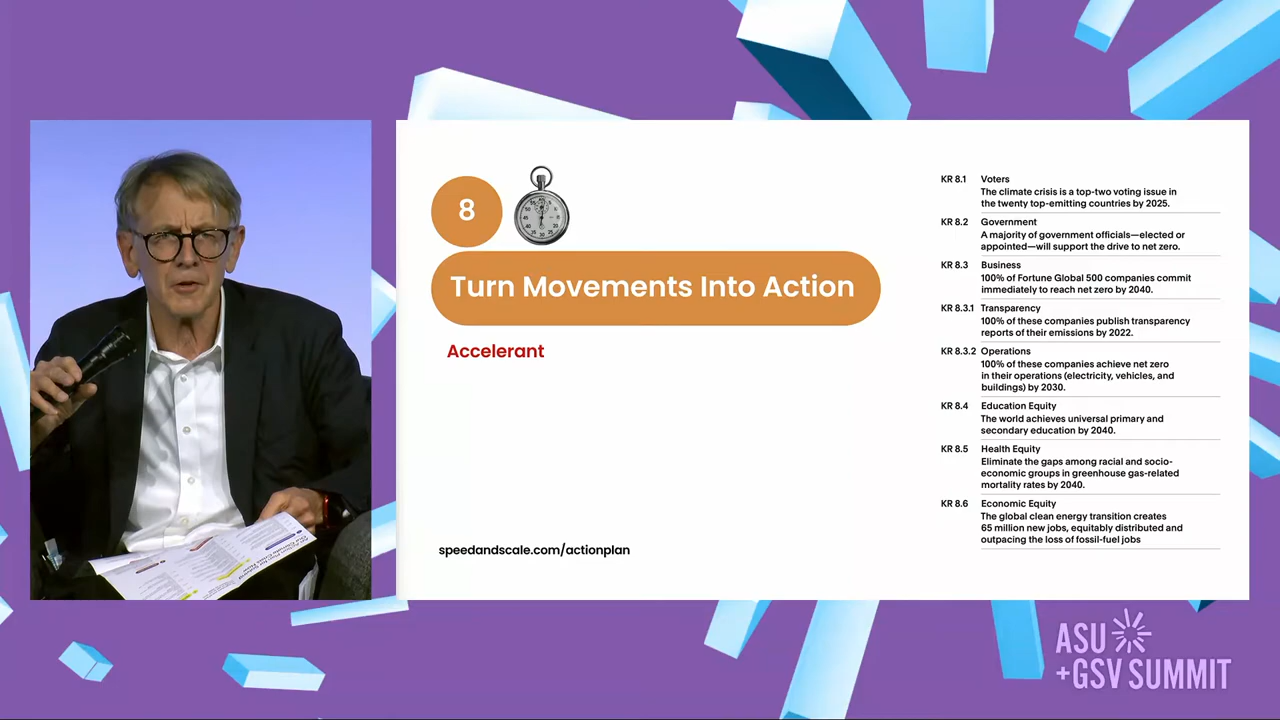 8
Turn Movements Into Action
Accelerant
speedandscale.com/actionplan
KR 8.1 Voters
The climate crisis is a top-two voting issue in
the twenty top-emitting countries by 2025.
KR 8.2 Government
A majority of government officials—elected or
appointed—will support the drive to net zero.
KR 8.3 Business
100% of Fortune Global 500 companies commit
immediately to reach net zero by 2040.
KR 8.3.1 Transparency
100% of these companies publish transparency
reports of their emissions by 2022.
KR 8.3.2 Operations
100% of these companies achieve net zero
in their operations (electricity, vehicles, and
buildings) by 2030.
KR 8.4 Education Equity
The world achieves universal primary and
secondary education by 2040.
KR 8.5 Health Equity
Eliminate the gaps among racial and socio-
economic groups in greenhouse gas-related
mortality rates by 2040.
KR 8.6 Economic Equity
The global clean energy transition creates
65 million new jobs, equitably distributed and
outpacing the loss of fossil-fuel jobs
ASU
+GSV SUMMIT